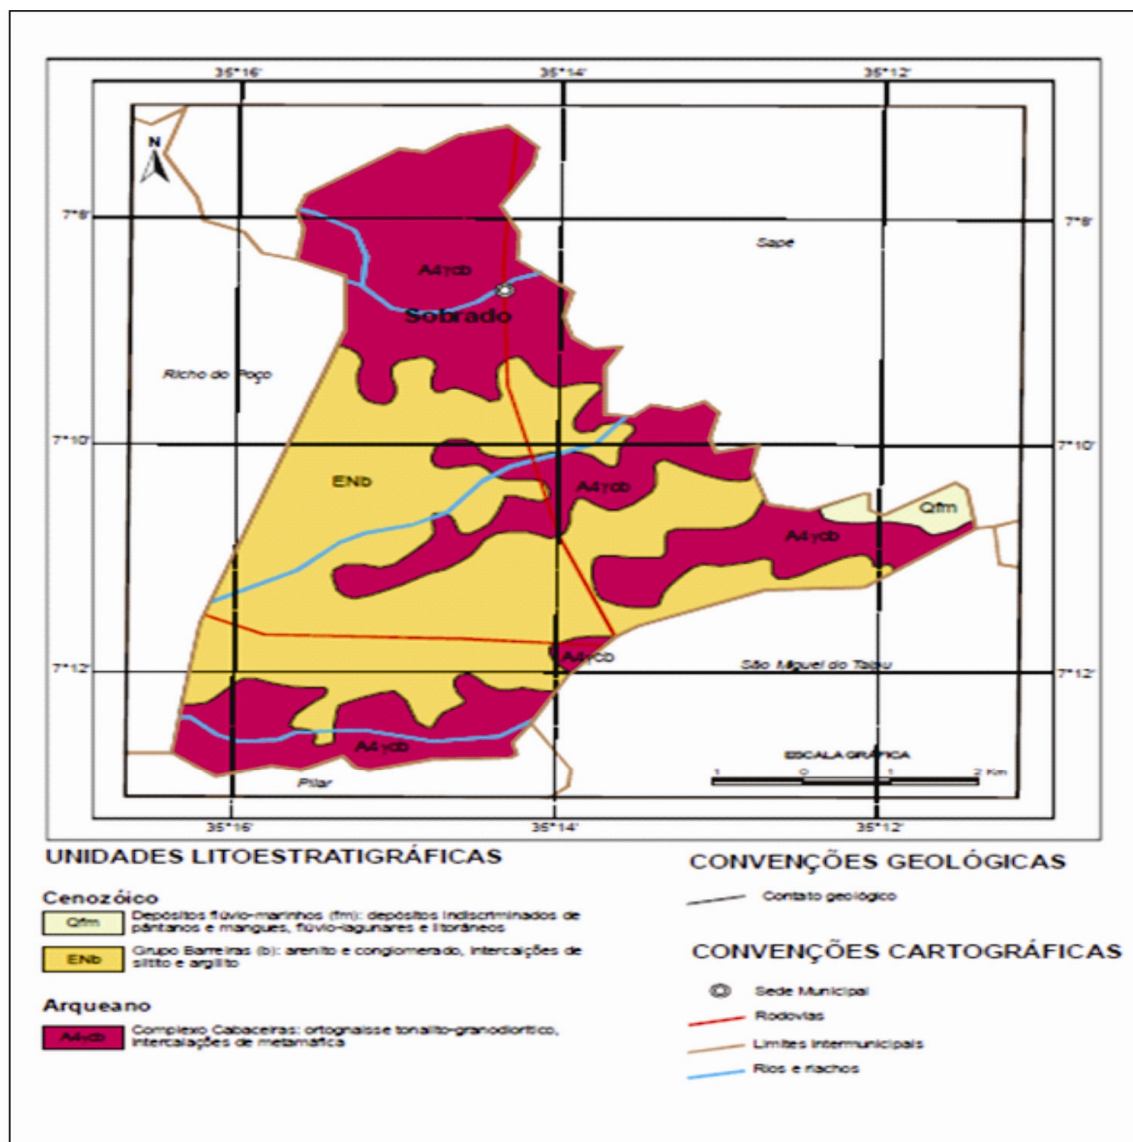 35°16' 35°14' 35°12'
N
7°8' 7°8'
Sapé
A4γcb
Sobrado
Richo do Poço
7°10' 7°10'
ENb
A4γcb
Qfm
A4γcb
A4γcb
São Miguel do Taipu
7°12' 7°12'
A4γcb
ESCALA GRÁFICA
1 0 1 2 Km
Pilar
35°16' 35°14' 35°12'
UNIDADES LITOESTRATIGRÁFICAS
Cenozóico
Qfm
Depósitos flúvio-marinhos (fm): depósitos indiscriminados de
pântanos e mangues, flúvio-lagunares e litorâneos
ENb
Grupo Barreiras (b): arenito e conglomerado, intercalções de
siltito e argilito
Arqueano
A4γcb
Complexo Cabaceiras: ortognaisse tonalito-granodiorítico,
intercalações de metamáfica
CONVENÇÕES GEOLÓGICAS
Contato geológico
CONVENÇÕES CARTOGRÁFICAS
Sede Municipal
Rodovias
Limites Intermunicipais
Rios e riachos